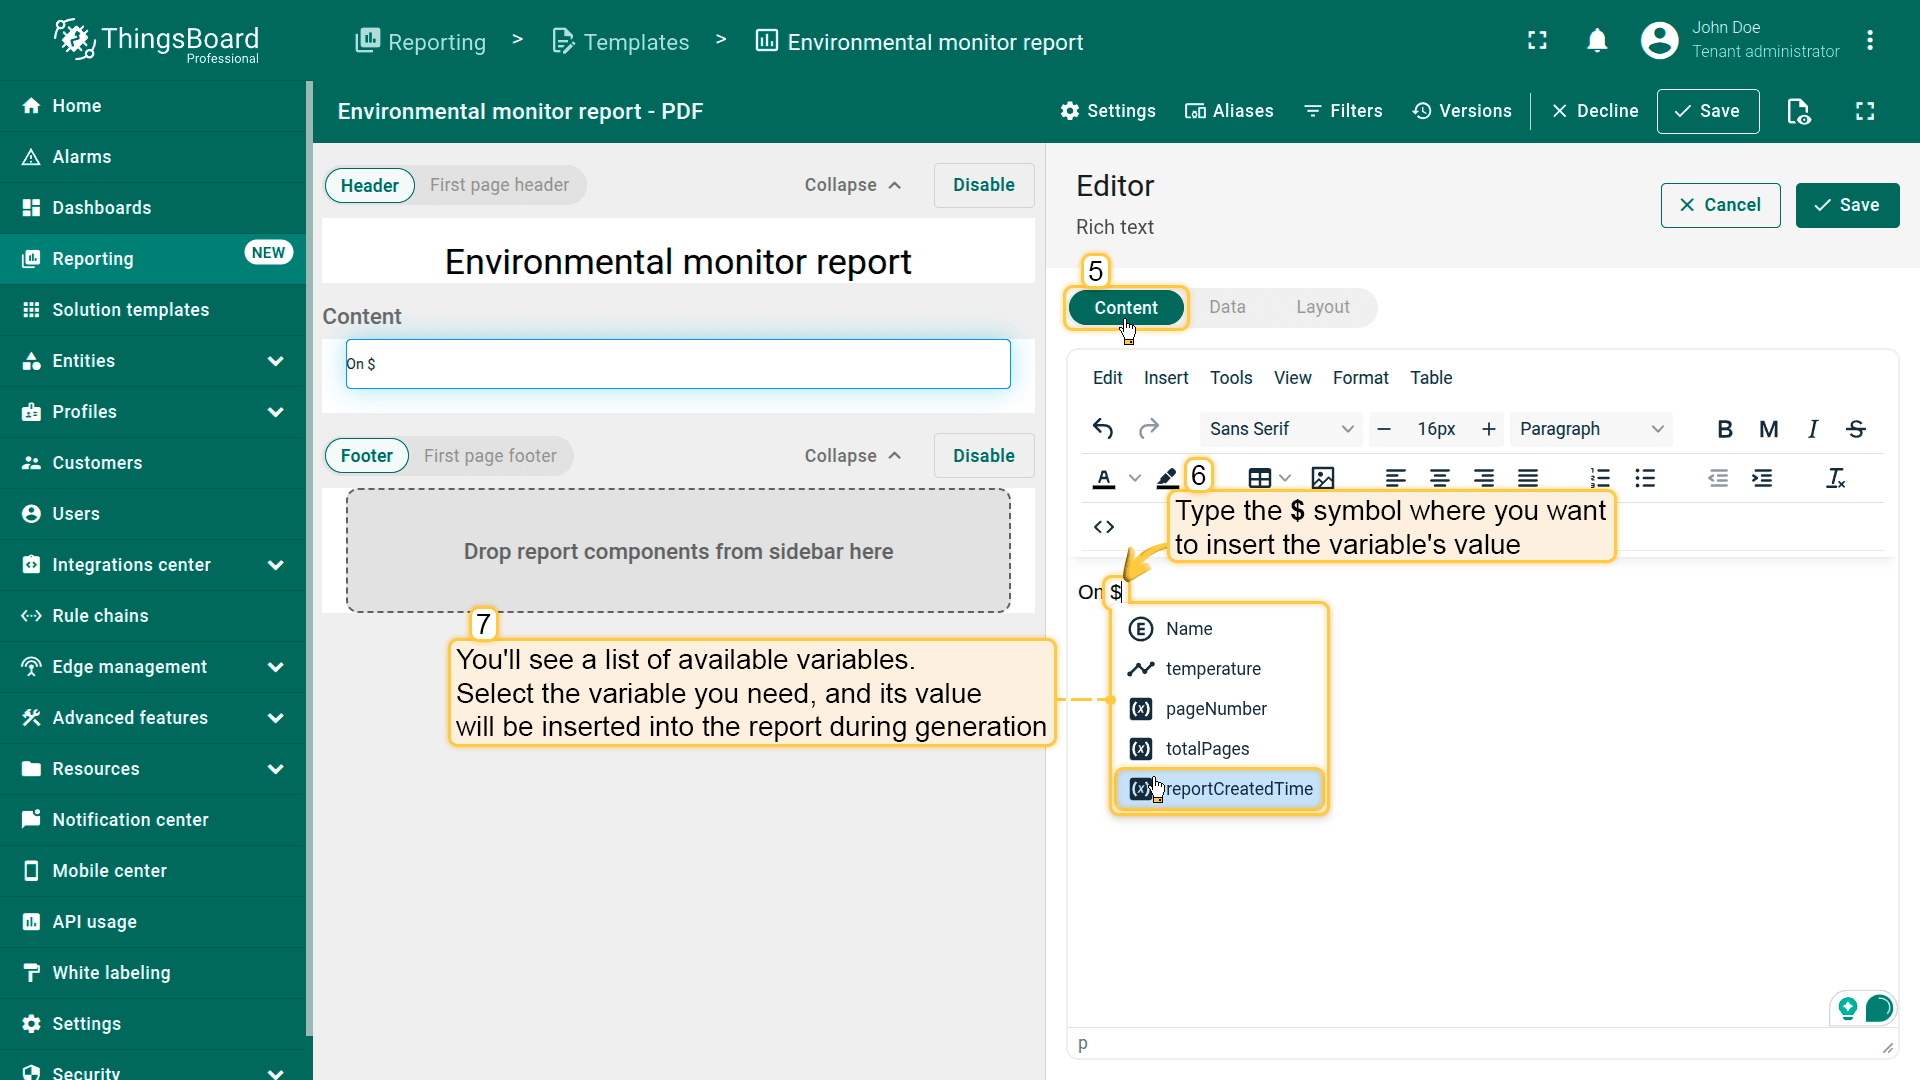 ThingsBoard
Professional
Reporting > Templates > Environmental monitor report
John Doe
Tenant administrator
Home
Alarms
Dashboards
Reporting NEW
Solution templates
Entities
Profiles
Customers
Users
Integrations center
Rule chains
Edge management
Advanced features
Resources
Notification center
Mobile center
API usage
White labeling
Settings
Security
Environmental monitor report - PDF
Settings Aliases Filters Versions Decline Save
Header First page header Collapse Disable
Environmental monitor report
Content
On $
Footer First page footer Collapse Disable
Drop report components from sidebar here
7
You'll see a list of available variables.
Select the variable you need, and its value
will be inserted into the report during generation
Editor
Rich text
Cancel Save
5
Content Data Layout
Edit Insert Tools View Format Table
Sans Serif 16px Paragraph B M I S
6
Type the $ symbol where you want
to insert the variable's value
On $
Name
temperature
pageNumber
totalPages
reportCreatedTime
p